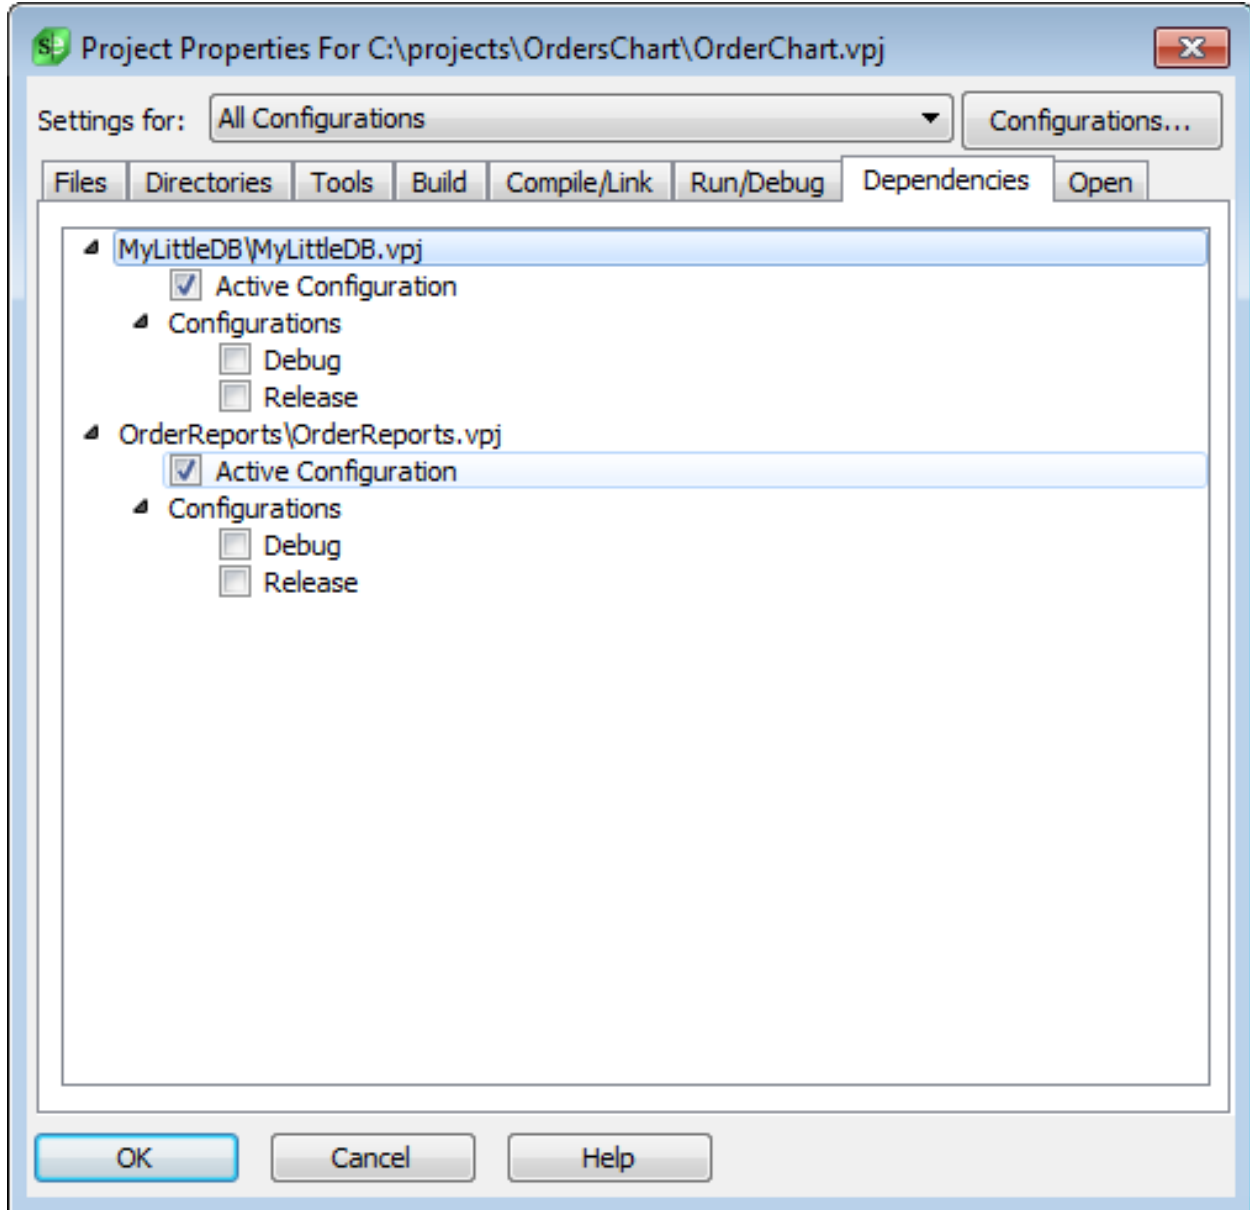 Project Properties For C:\projects\OrdersChart\OrderChart.vpj
Settings for: All Configurations Configurations...
Files Directories Tools Build Compile/Link Run/Debug Dependencies Open
MyLittleDB\MyLittleDB.vpj
Active Configuration
Configurations
Debug
Release
OrderReports\OrderReports.vpj
Active Configuration
Configurations
Debug
Release
OK Cancel Help